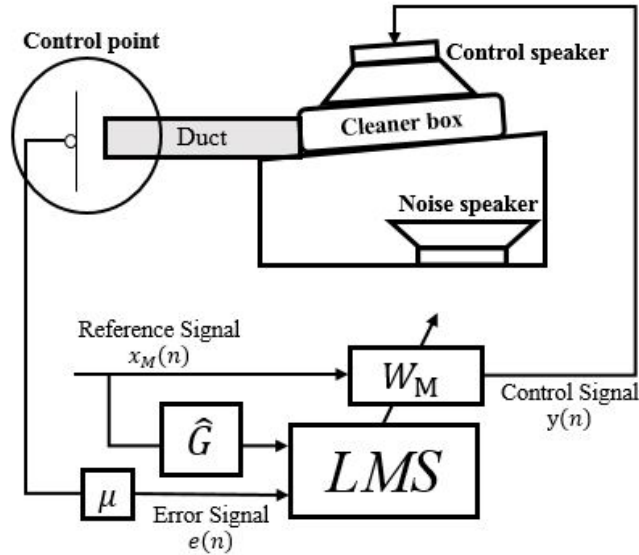 Control point
Control speaker
Cleaner box
Duct
Noise speaker
Reference Signal
x_M(n)
W_M
Control Signal
y(n)
Ĝ
LMS
μ
Error Signal
e(n)